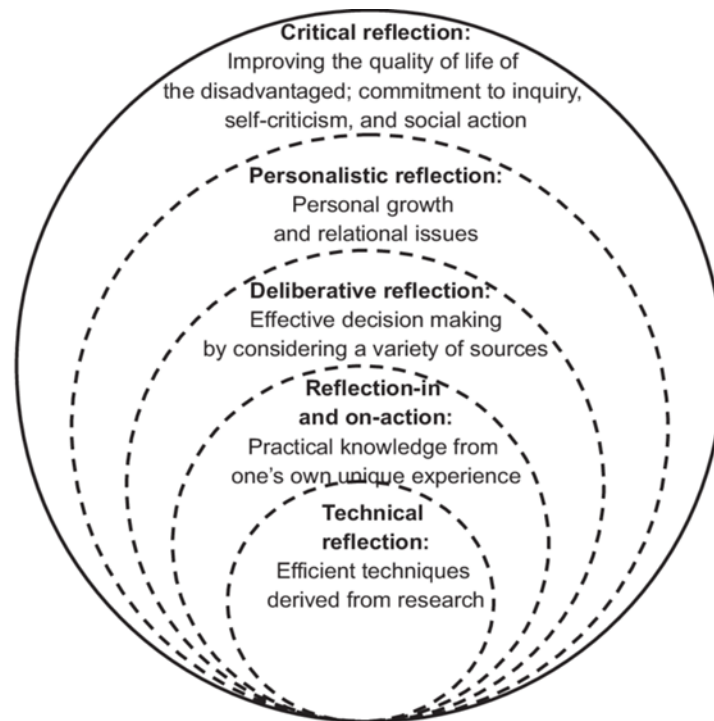 Critical reflection:
Improving the quality of life of
the disadvantaged; commitment to inquiry,
self-criticism, and social action
Personalistic reflection:
Personal growth
and relational issues
Deliberative reflection:
Effective decision making
by considering a variety of sources
Reflection-in
and on-action:
Practical knowledge from
one's own unique experience
Technical
reflection:
Efficient techniques
derived from research